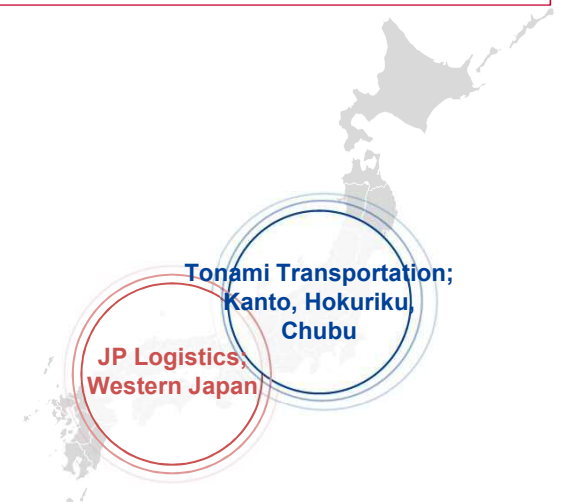 Tonami Transportation;
Kanto, Hokuriku,
Chubu
JP Logistics;
Western Japan